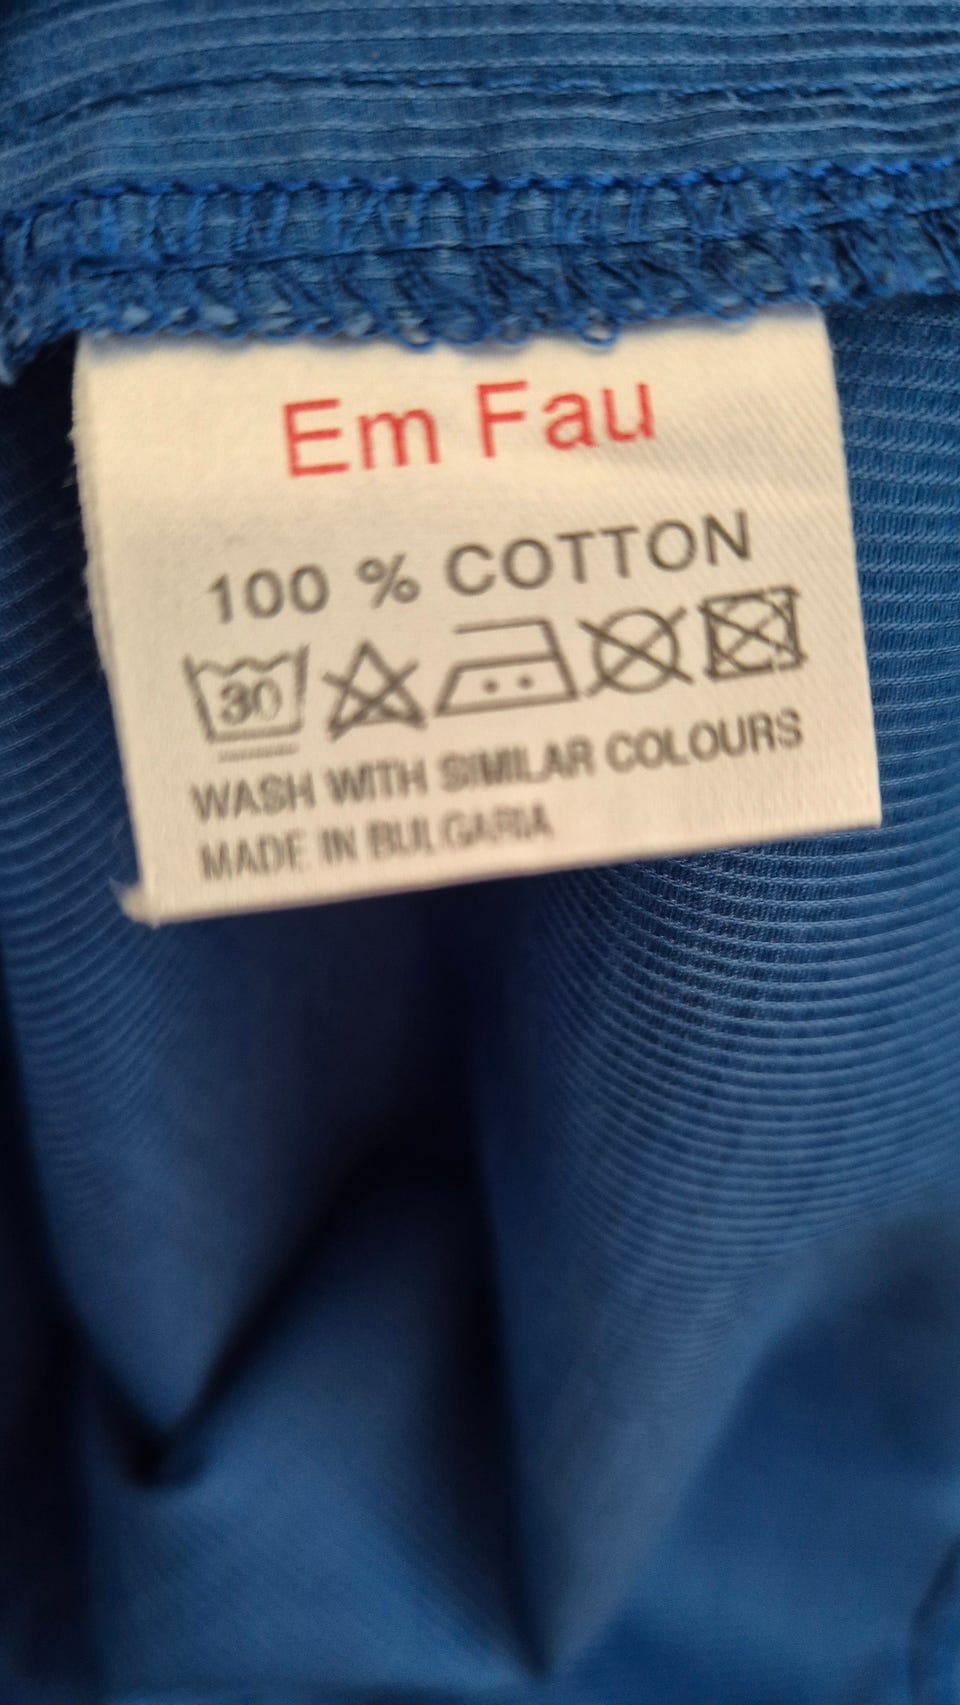 Em Fau
100 % COTTON
30
WASH WITH SIMILAR COLOURS
MADE IN BULGARIA